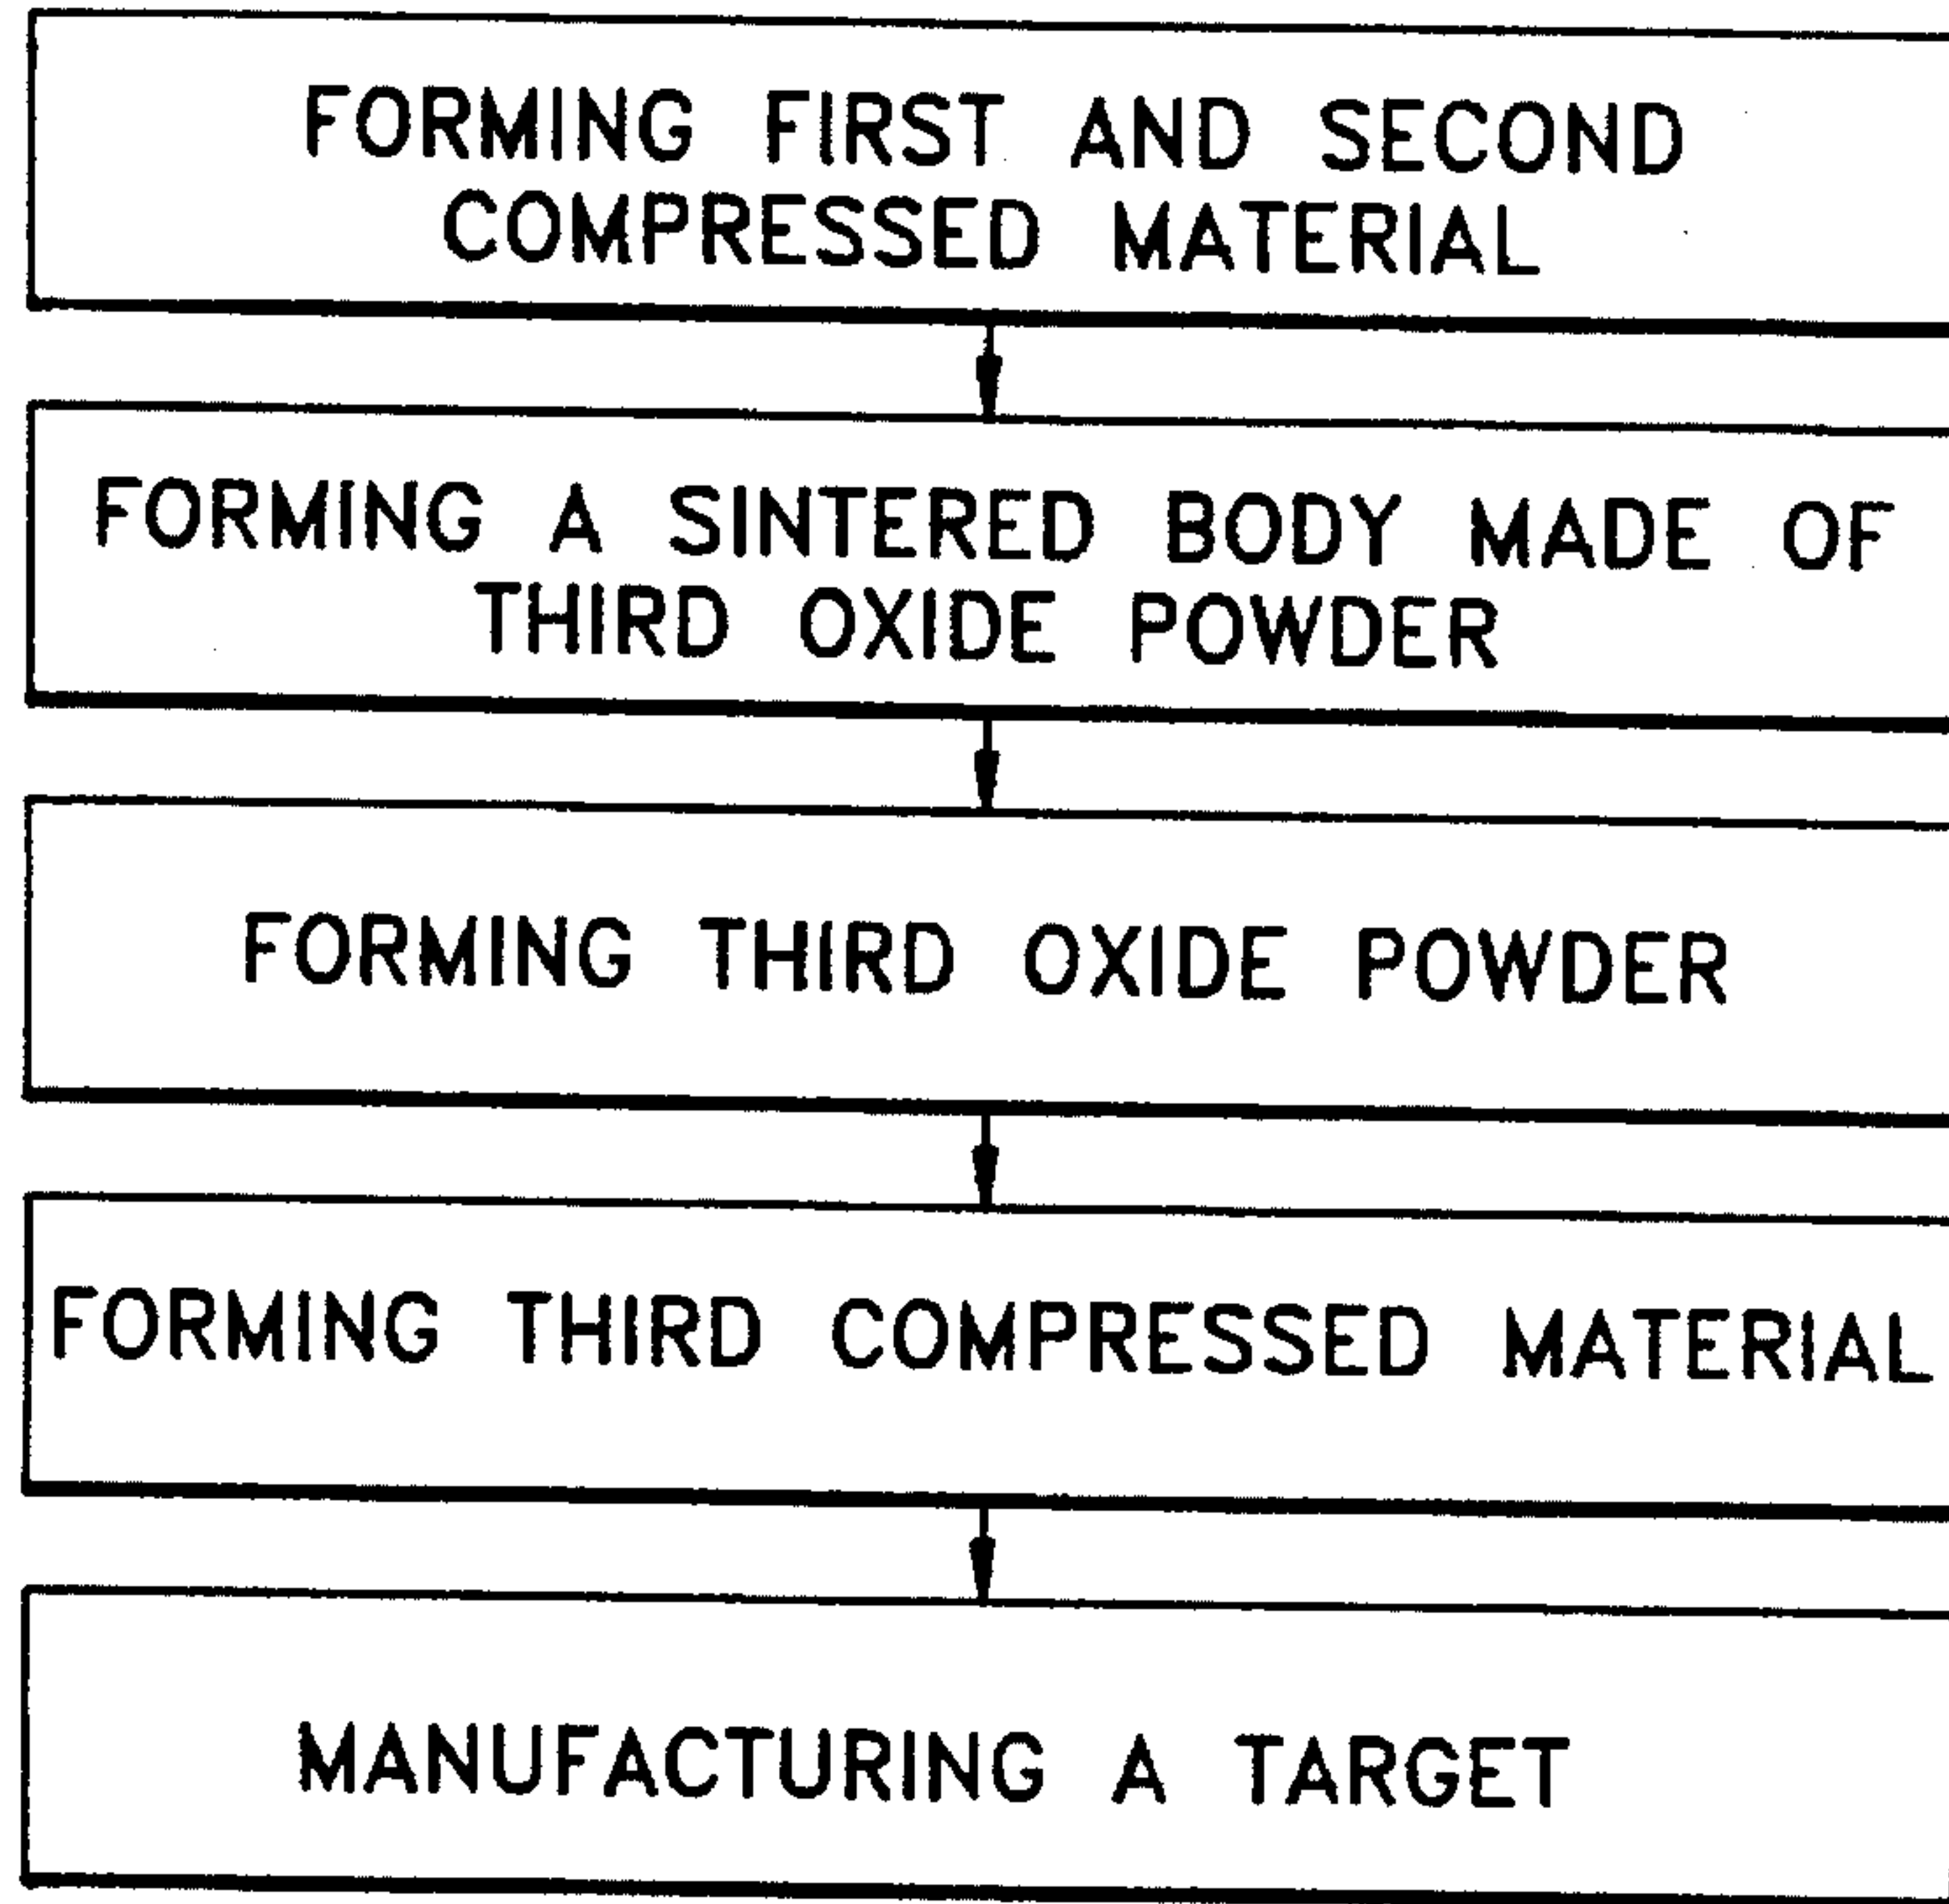 FORMING FIRST AND SECOND
COMPRESSED MATERIAL
FORMING A SINTERED BODY MADE OF
THIRD OXIDE POWDER
FORMING THIRD OXIDE POWDER
FORMING THIRD COMPRESSED MATERIAL
MANUFACTURING A TARGET